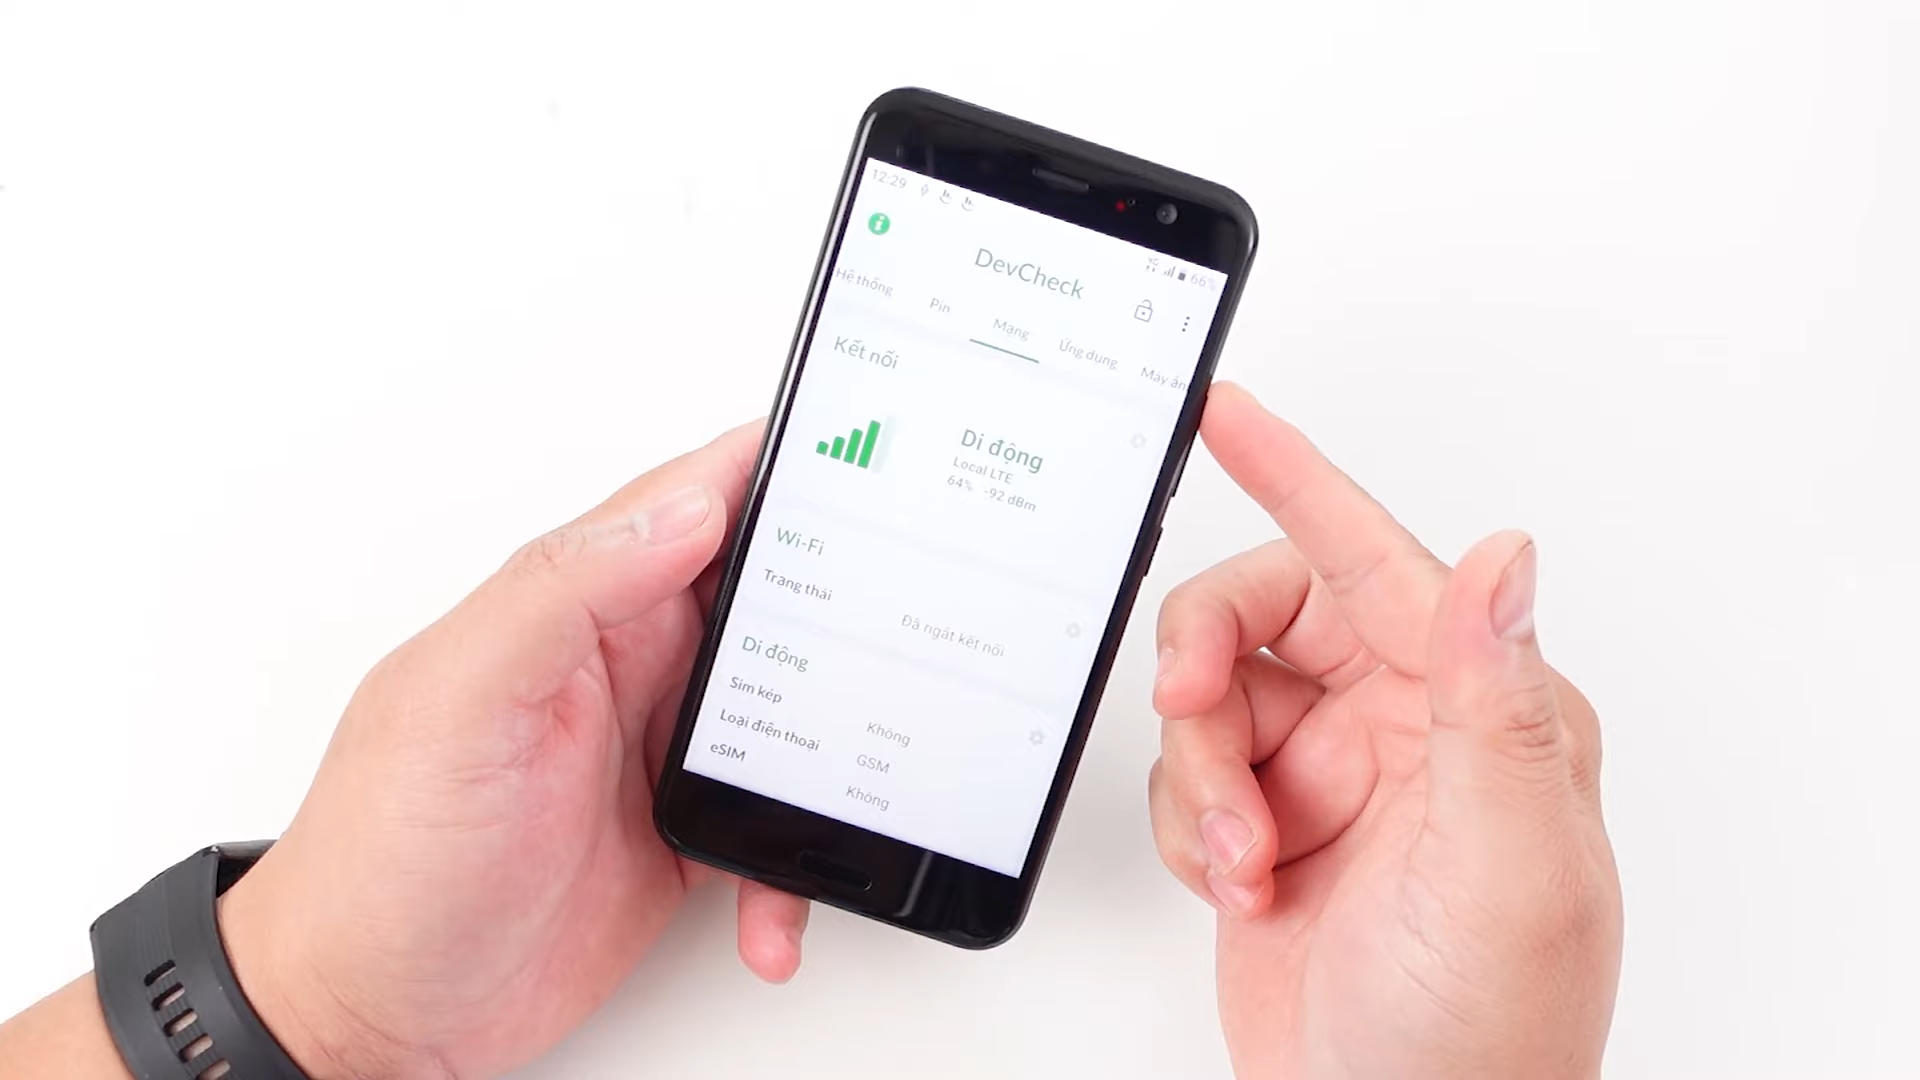 12:29
4G 66%
DevCheck
Hệ thống Pin Mạng Ứng dụng Máy ản
Kết nối
Di động
Local LTE
64% -92 dBm
Wi-Fi
Trạng thái Đã ngắt kết nối
Di động
Sim kép Không
Loại điện thoại GSM
eSIM Không